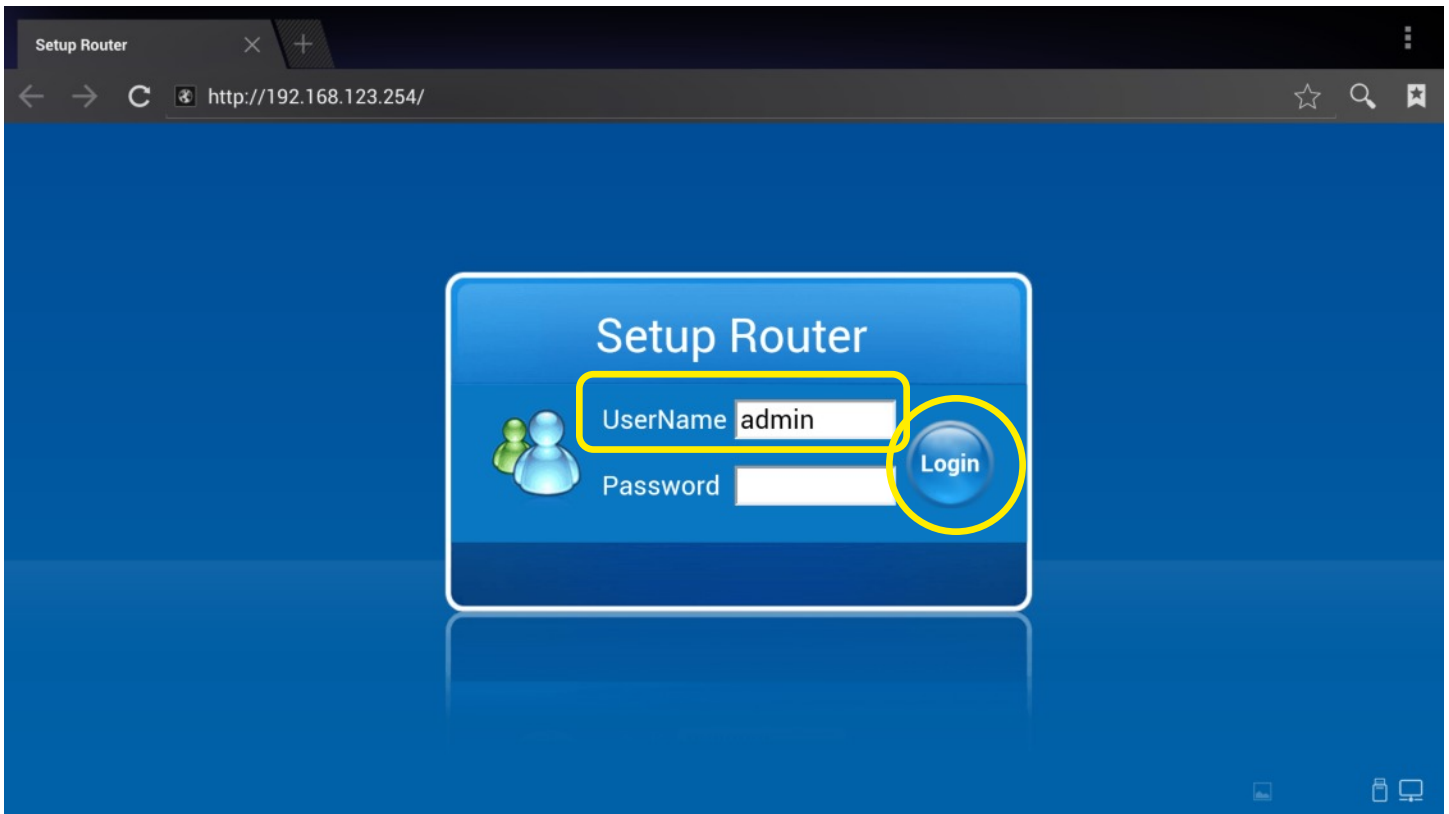 Setup Router
http://192.168.123.254/
Setup Router
UserName admin
Password
Login